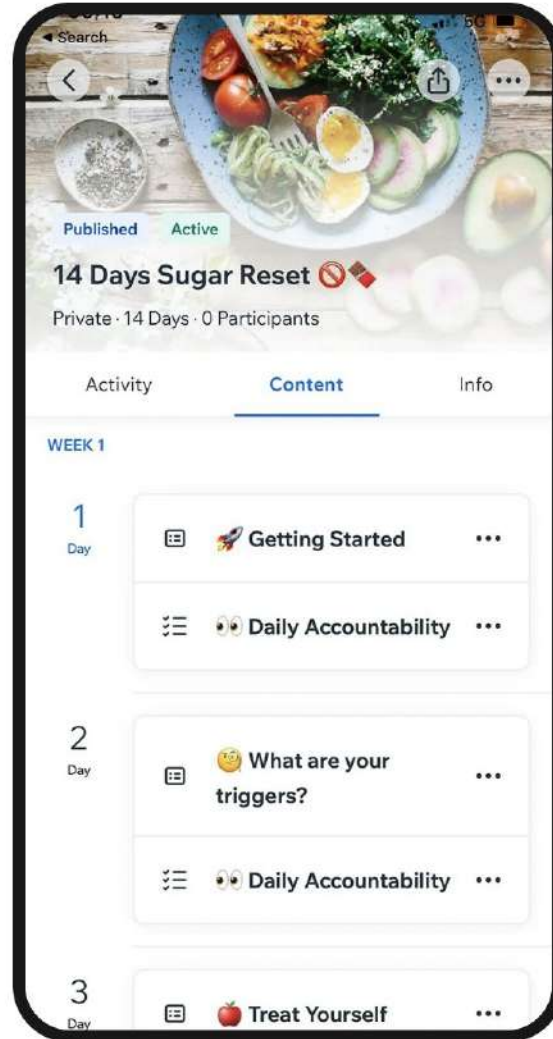 Search
5G
Published Active
14 Days Sugar Reset 🚫🍫
Private · 14 Days · 0 Participants
Activity Content Info
WEEK 1
1
Day
🚀 Getting Started
👀 Daily Accountability
2
Day
🧐 What are your
triggers?
👀 Daily Accountability
3
Day
🍎 Treat Yourself